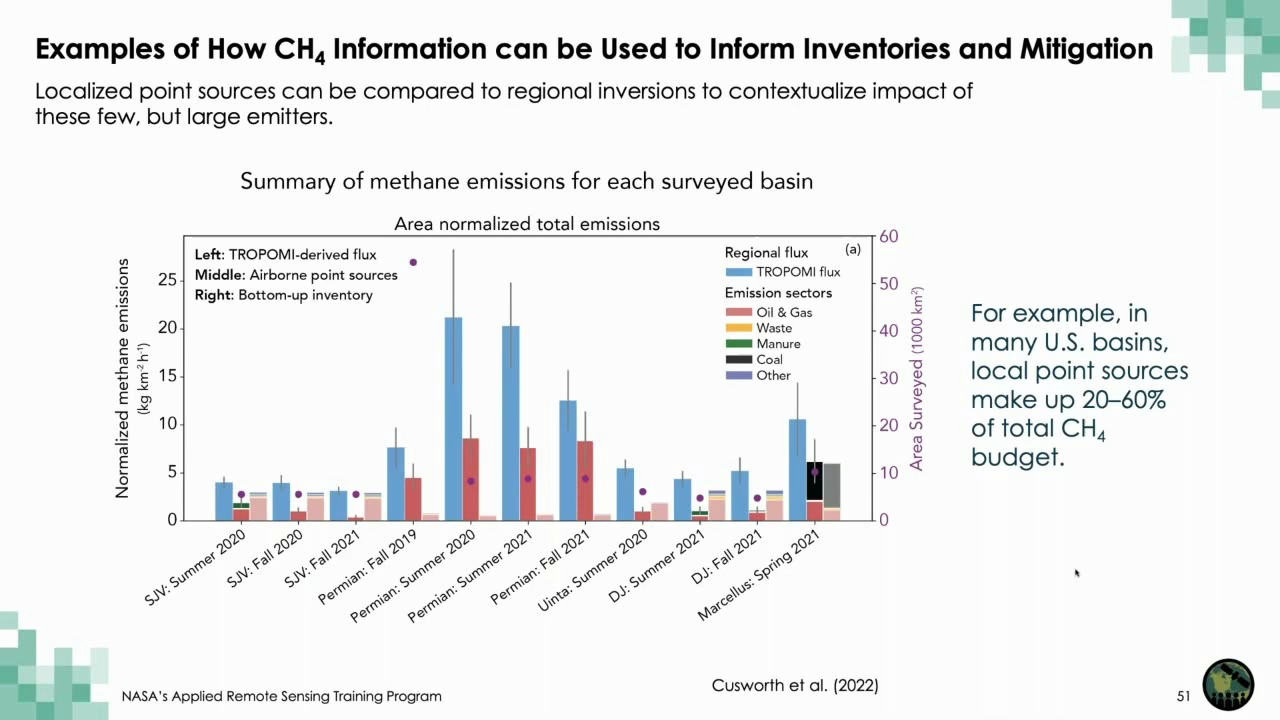 Examples of How CH₄ Information can be Used to Inform Inventories and Mitigation
Localized point sources can be compared to regional inversions to contextualize impact of
these few, but large emitters.
Summary of methane emissions for each surveyed basin
Area normalized total emissions
Left: TROPOMI-derived flux
Middle: Airborne point sources
Right: Bottom-up inventory
Regional flux
(a)
TROPOMI flux
Emission sectors
Oil & Gas
Waste
Manure
Coal
Other
Normalized methane emissions
(kg km⁻² h⁻¹)
25
20
15
10
5
0
60
50
40
30
20
10
0
Area Surveyed (1000 km²)
SJV: Summer 2020
SJV: Fall 2020
SJV: Fall 2021
Permian: Fall 2019
Permian: Summer 2020
Permian: Summer 2021
Permian: Fall 2021
Uinta: Summer 2020
DJ: Summer 2021
DJ: Fall 2021
Marcellus: Spring 2021
For example, in
many U.S. basins,
local point sources
make up 20–60%
of total CH₄
budget.
Cusworth et al. (2022)
NASA's Applied Remote Sensing Training Program
51